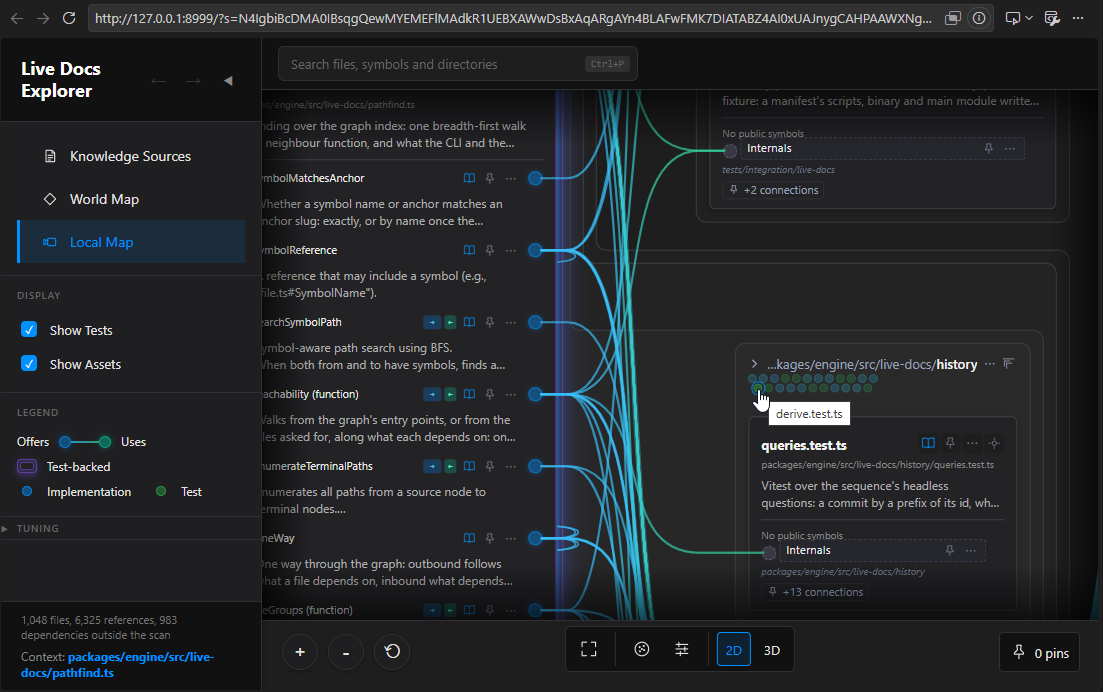 http://127.0.0.1:8999/?s=N4IgbiBcDMA0IBsqgQewMYEMEFlMAdkR1UEBXAWwDsBxAqARgAYn4BLAFwFMK7DIATABZ4AI0xUAJnygCAHPAAWXNg...
Live Docs
Explorer
Search files, symbols and directories
Ctrl+P
Knowledge Sources
World Map
Local Map
DISPLAY
Show Tests
Show Assets
LEGEND
Offers
Uses
Test-backed
Implementation
Test
TUNING
1,048 files, 6,325 references, 983
dependencies outside the scan
Context: packages/engine/src/live-
docs/pathfind.ts
es/engine/src/live-docs/pathfind.ts
nding over the graph index: one breadth-first walk
neighbour function, and what the CLI and the...
ymbolMatchesAnchor
Whether a symbol name or anchor matches an
nchor slug: exactly, or by name once the...
ymbolReference
reference that may include a symbol (e.g.,
file.ts#SymbolName").
earchSymbolPath
ymbol-aware path search using BFS.
When both from and to have symbols, finds a...
eachability (function)
Walks from the graph's entry points, or from the
iles asked for, along what each depends on: on...
numerateTerminalPaths
numerates all paths from a source node to
erminal nodes....
neWay
One way through the graph: outbound follows
what a file depends on, inbound what depends...
eGroups (function)
fixture: a manifest's scripts, binary and main module writte...
No public symbols
Internals
tests/integration/live-docs
+2 connections
...kages/engine/src/live-docs/history
derive.test.ts
queries.test.ts
packages/engine/src/live-docs/history/queries.test.ts
Vitest over the sequence's headless
questions: a commit by a prefix of its id, wh...
No public symbols
Internals
packages/engine/src/live-docs/history
+13 connections
+
-
2D
3D
0 pins